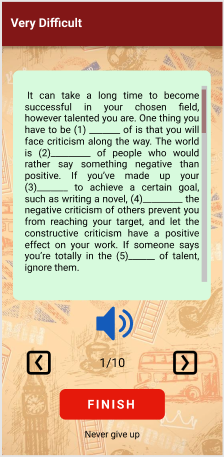 Very Difficult
It can take a long time to become
successful in your chosen field,
however talented you are. One thing you
have to be (1) ______ of is that you will
face criticism along the way. The world
is (2)________ of people who would
rather say something negative than
positive. If you've made up your
(3)______ to achieve a certain goal,
such as writing a novel, (4)________ the
negative criticism of others prevent you
from reaching your target, and let the
constructive criticism have a positive
effect on your work. If someone says
you're totally in the (5)_____ of talent,
ignore them.
1/10
FINISH
Never give up